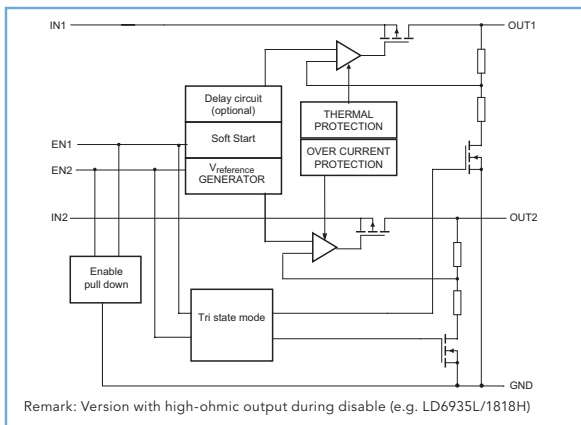 IN1
OUT1
Delay circuit
(optional)
THERMAL
PROTECTION
EN1
Soft Start
OVER CURRENT
PROTECTION
EN2
Vreference
GENERATOR
IN2
OUT2
Enable
pull down
Tri state mode
GND
Remark: Version with high-ohmic output during disable (e.g. LD6935L/1818H)